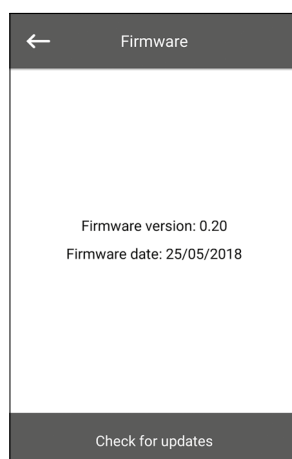 Firmware
Firmware version: 0.20
Firmware date: 25/05/2018
Check for updates